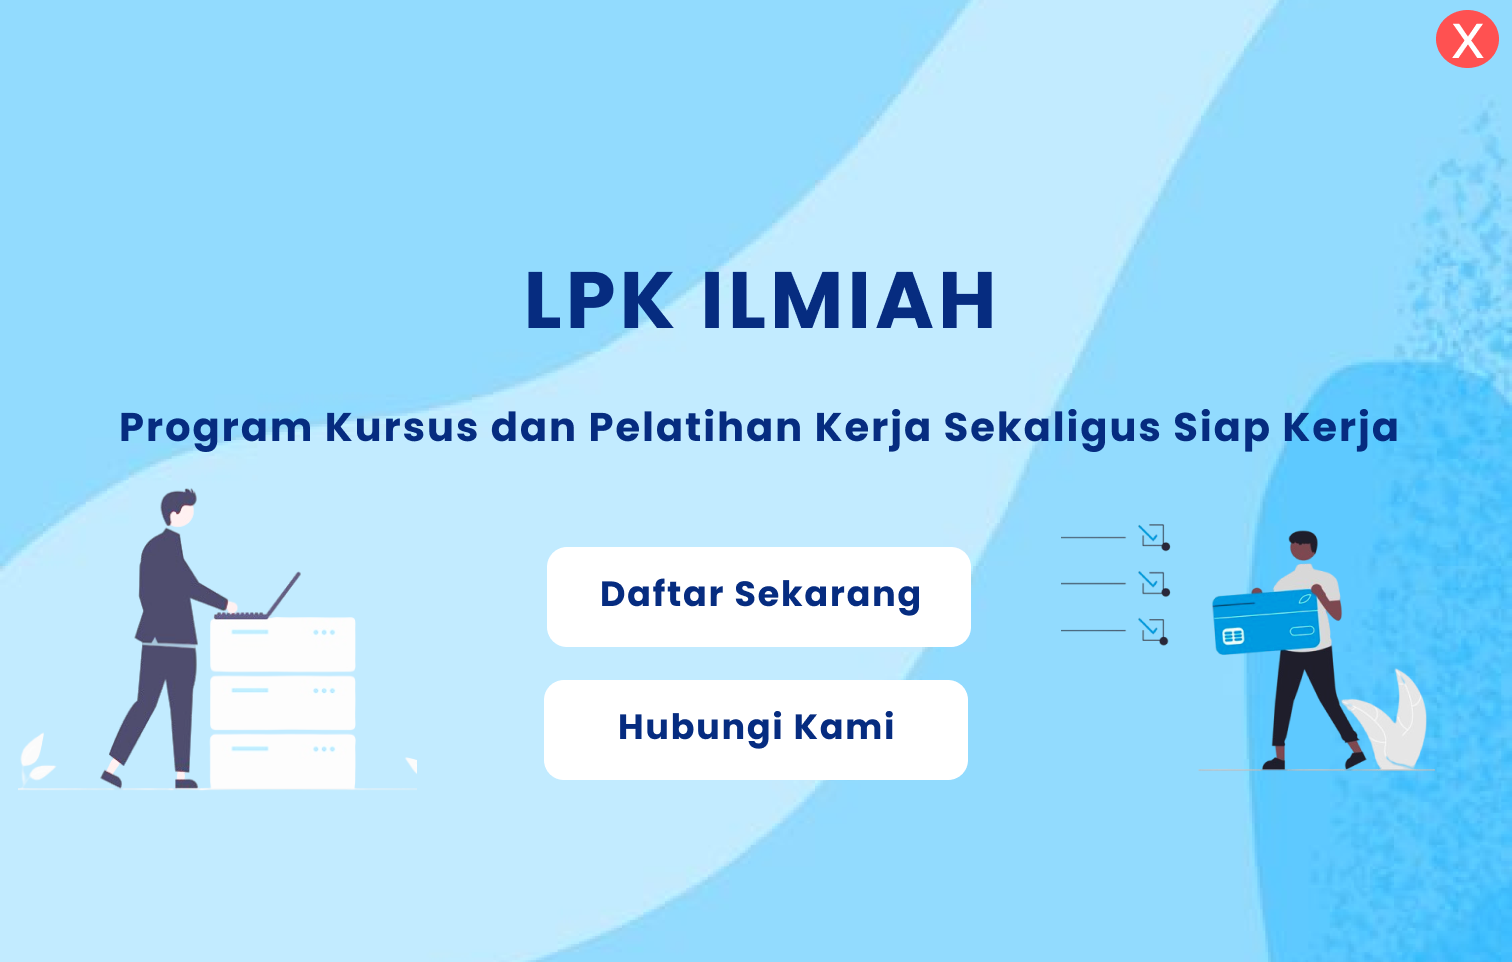 X
LPK ILMIAH
Program Kursus dan Pelatihan Kerja Sekaligus Siap Kerja
Daftar Sekarang
Hubungi Kami